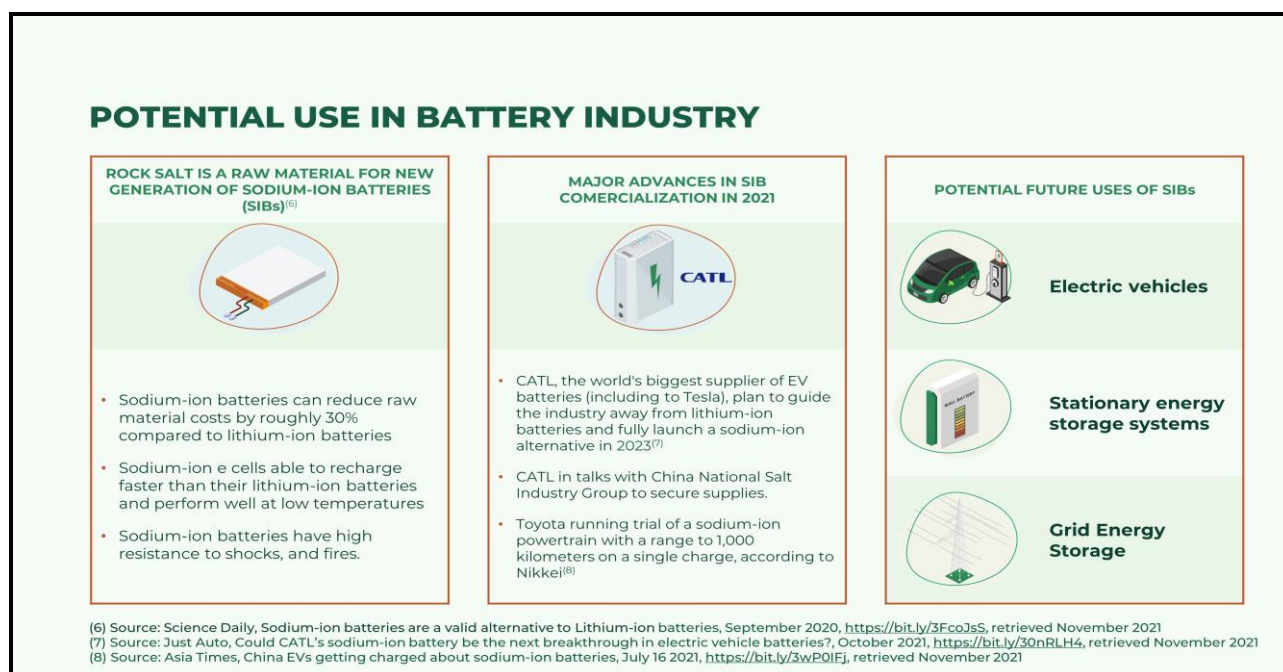 POTENTIAL USE IN BATTERY INDUSTRY
ROCK SALT IS A RAW MATERIAL FOR NEW
GENERATION OF SODIUM-ION BATTERIES
(SIBs)(6)
• Sodium-ion batteries can reduce raw
material costs by roughly 30%
compared to lithium-ion batteries
• Sodium-ion e cells able to recharge
faster than their lithium-ion batteries
and perform well at low temperatures
• Sodium-ion batteries have high
resistance to shocks, and fires.
MAJOR ADVANCES IN SIB
COMERCIALIZATION IN 2021
CATL
• CATL, the world's biggest supplier of EV
batteries (including to Tesla), plan to guide
the industry away from lithium-ion
batteries and fully launch a sodium-ion
alternative in 2023(7)
• CATL in talks with China National Salt
Industry Group to secure supplies.
• Toyota running trial of a sodium-ion
powertrain with a range to 1,000
kilometers on a single charge, according to
Nikkei(8)
POTENTIAL FUTURE USES OF SIBs
Electric vehicles
WALL BATTERY
Stationary energy
storage systems
Grid Energy
Storage
(6) Source: Science Daily, Sodium-ion batteries are a valid alternative to Lithium-ion batteries, September 2020, https://bit.ly/3FcoJsS, retrieved November 2021
(7) Source: Just Auto, Could CATL's sodium-ion battery be the next breakthrough in electric vehicle batteries?, October 2021, https://bit.ly/30nRLH4, retrieved November 2021
(8) Source: Asia Times, China EVs getting charged about sodium-ion batteries, July 16 2021, https://bit.ly/3wP0IFj, retrieved November 2021